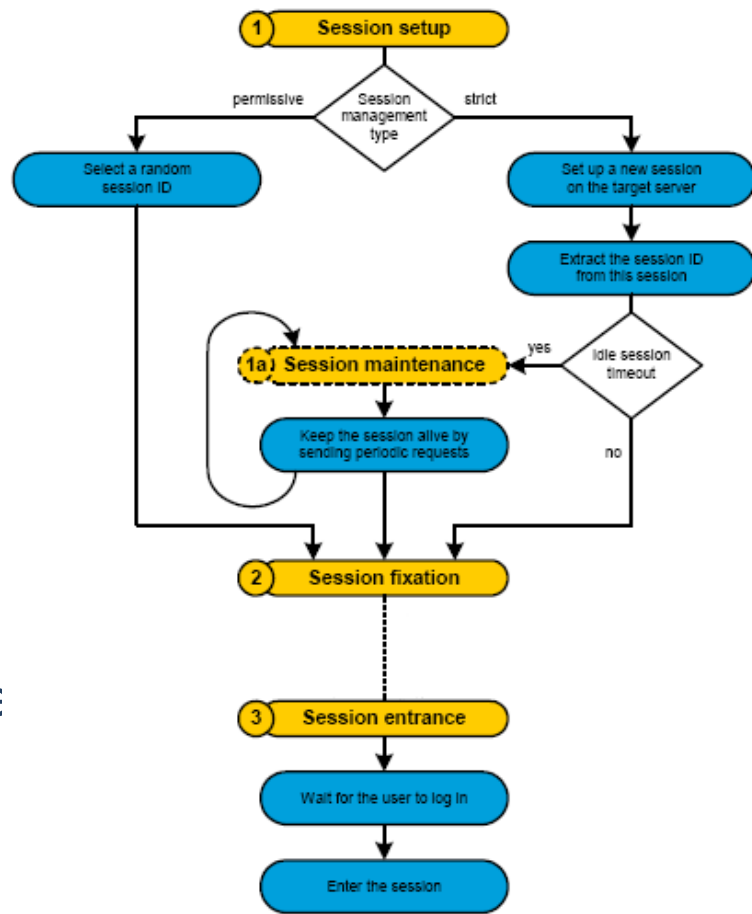 1 Session setup
permissive
Session
management
type
strict
Select a random
session ID
Set up a new session
on the target server
Extract the session ID
from this session
1a Session maintenance
yes
Idle session
timeout
Keep the session alive by
sending periodic requests
no
2 Session fixation
3 Session entrance
Wait for the user to log in
Enter the session